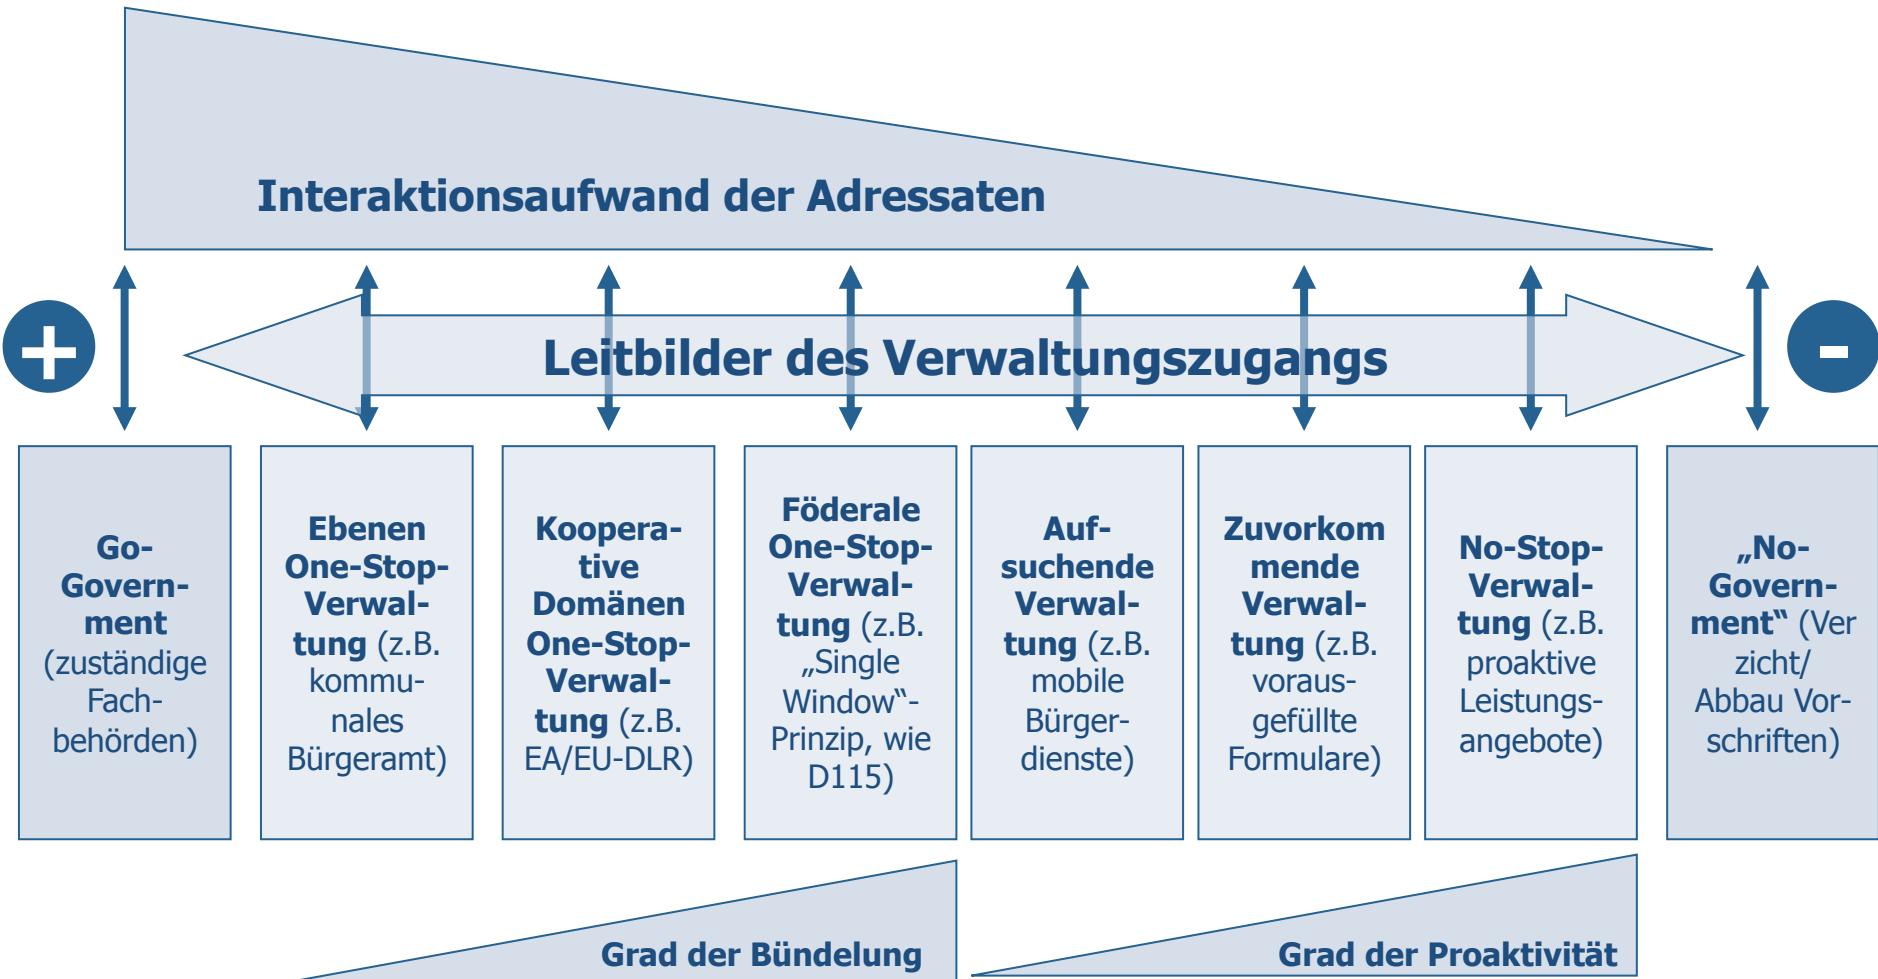 Interaktionsaufwand der Adressaten
+
Leitbilder des Verwaltungszugangs
-
Go-
Govern-
ment
(zuständige
Fach-
behörden)
Ebenen
One-Stop-
Verwal-
tung (z.B.
kommu-
nales
Bürgeramt)
Koopera-
tive
Domänen
One-Stop-
Verwal-
tung (z.B.
EA/EU-DLR)
Föderale
One-Stop-
Verwal-
tung (z.B.
„Single
Window“-
Prinzip, wie
D115)
Auf-
suchende
Verwal-
tung (z.B.
mobile
Bürger-
dienste)
Zuvorkom
mende
Verwal-
tung (z.B.
voraus-
gefüllte
Formulare)
No-Stop-
Verwal-
tung (z.B.
proaktive
Leistungs-
angebote)
„No-
Govern-
ment“ (Ver
zicht/
Abbau Vor-
schriften)
Grad der Bündelung
Grad der Proaktivität